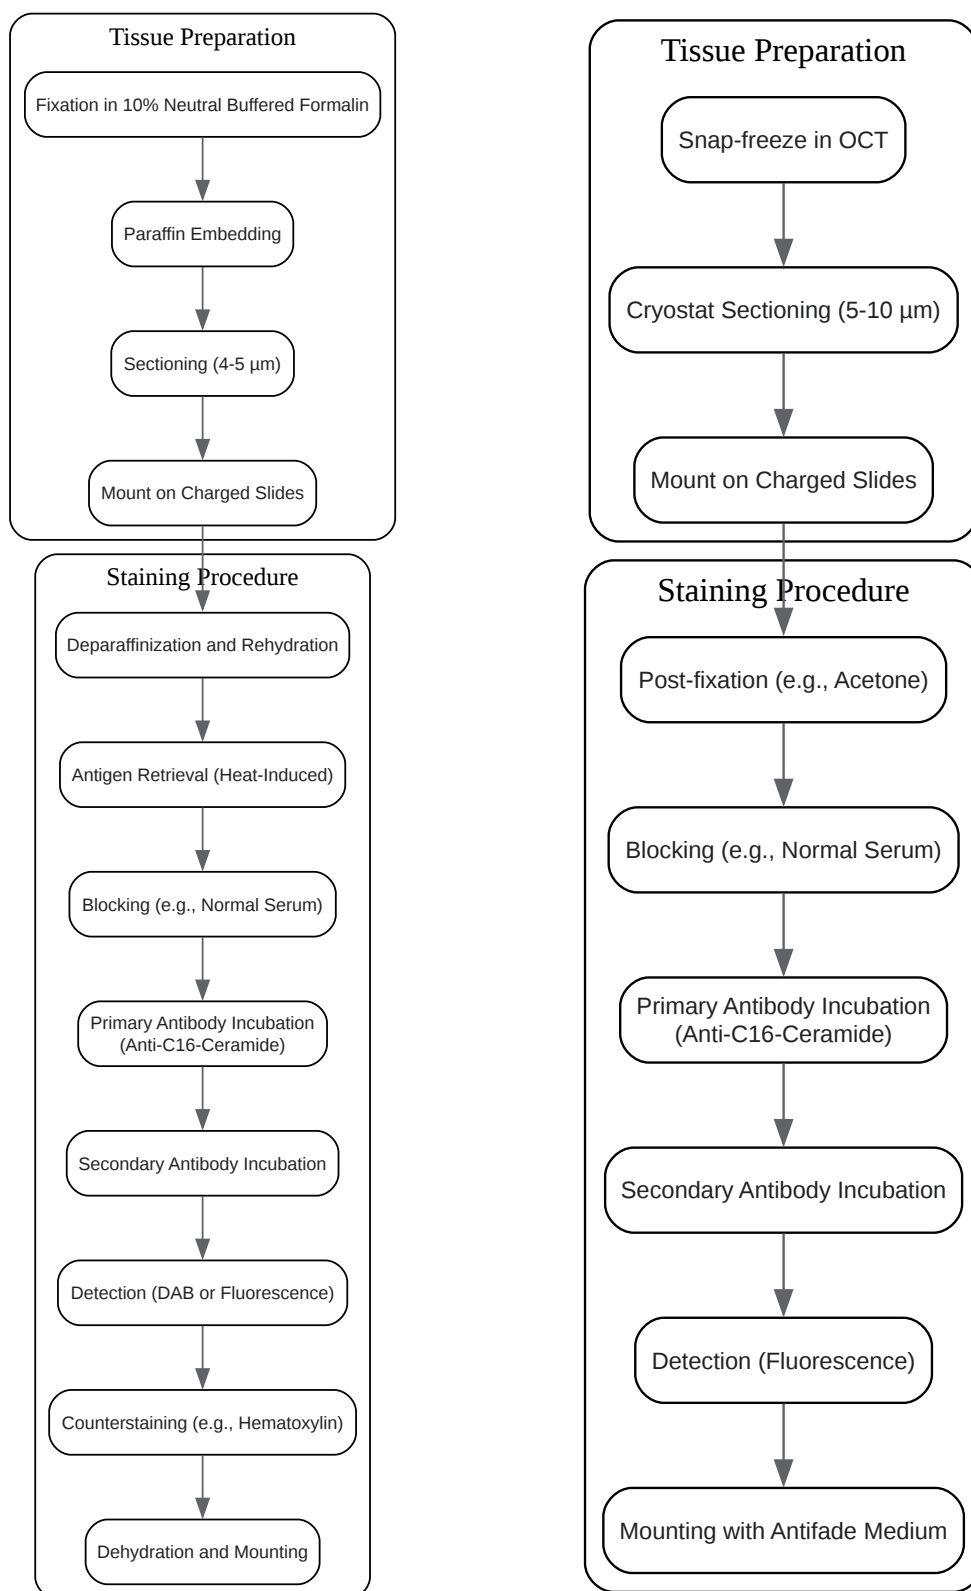 Tissue Preparation
Fixation in 10% Neutral Buffered Formalin
Paraffin Embedding
Sectioning (4-5 µm)
Mount on Charged Slides
Staining Procedure
Deparaffinization and Rehydration
Antigen Retrieval (Heat-Induced)
Blocking (e.g., Normal Serum)
Primary Antibody Incubation
(Anti-C16-Ceramide)
Secondary Antibody Incubation
Detection (DAB or Fluorescence)
Counterstaining (e.g., Hematoxylin)
Dehydration and Mounting
Tissue Preparation
Snap-freeze in OCT
Cryostat Sectioning (5-10 µm)
Mount on Charged Slides
Staining Procedure
Post-fixation (e.g., Acetone)
Blocking (e.g., Normal Serum)
Primary Antibody Incubation
(Anti-C16-Ceramide)
Secondary Antibody Incubation
Detection (Fluorescence)
Mounting with Antifade Medium